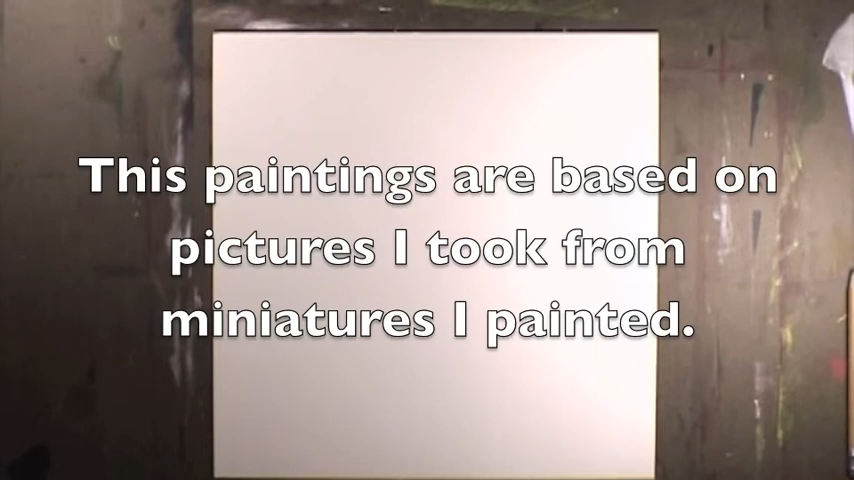 This paintings are based on
pictures I took from
miniatures I painted.